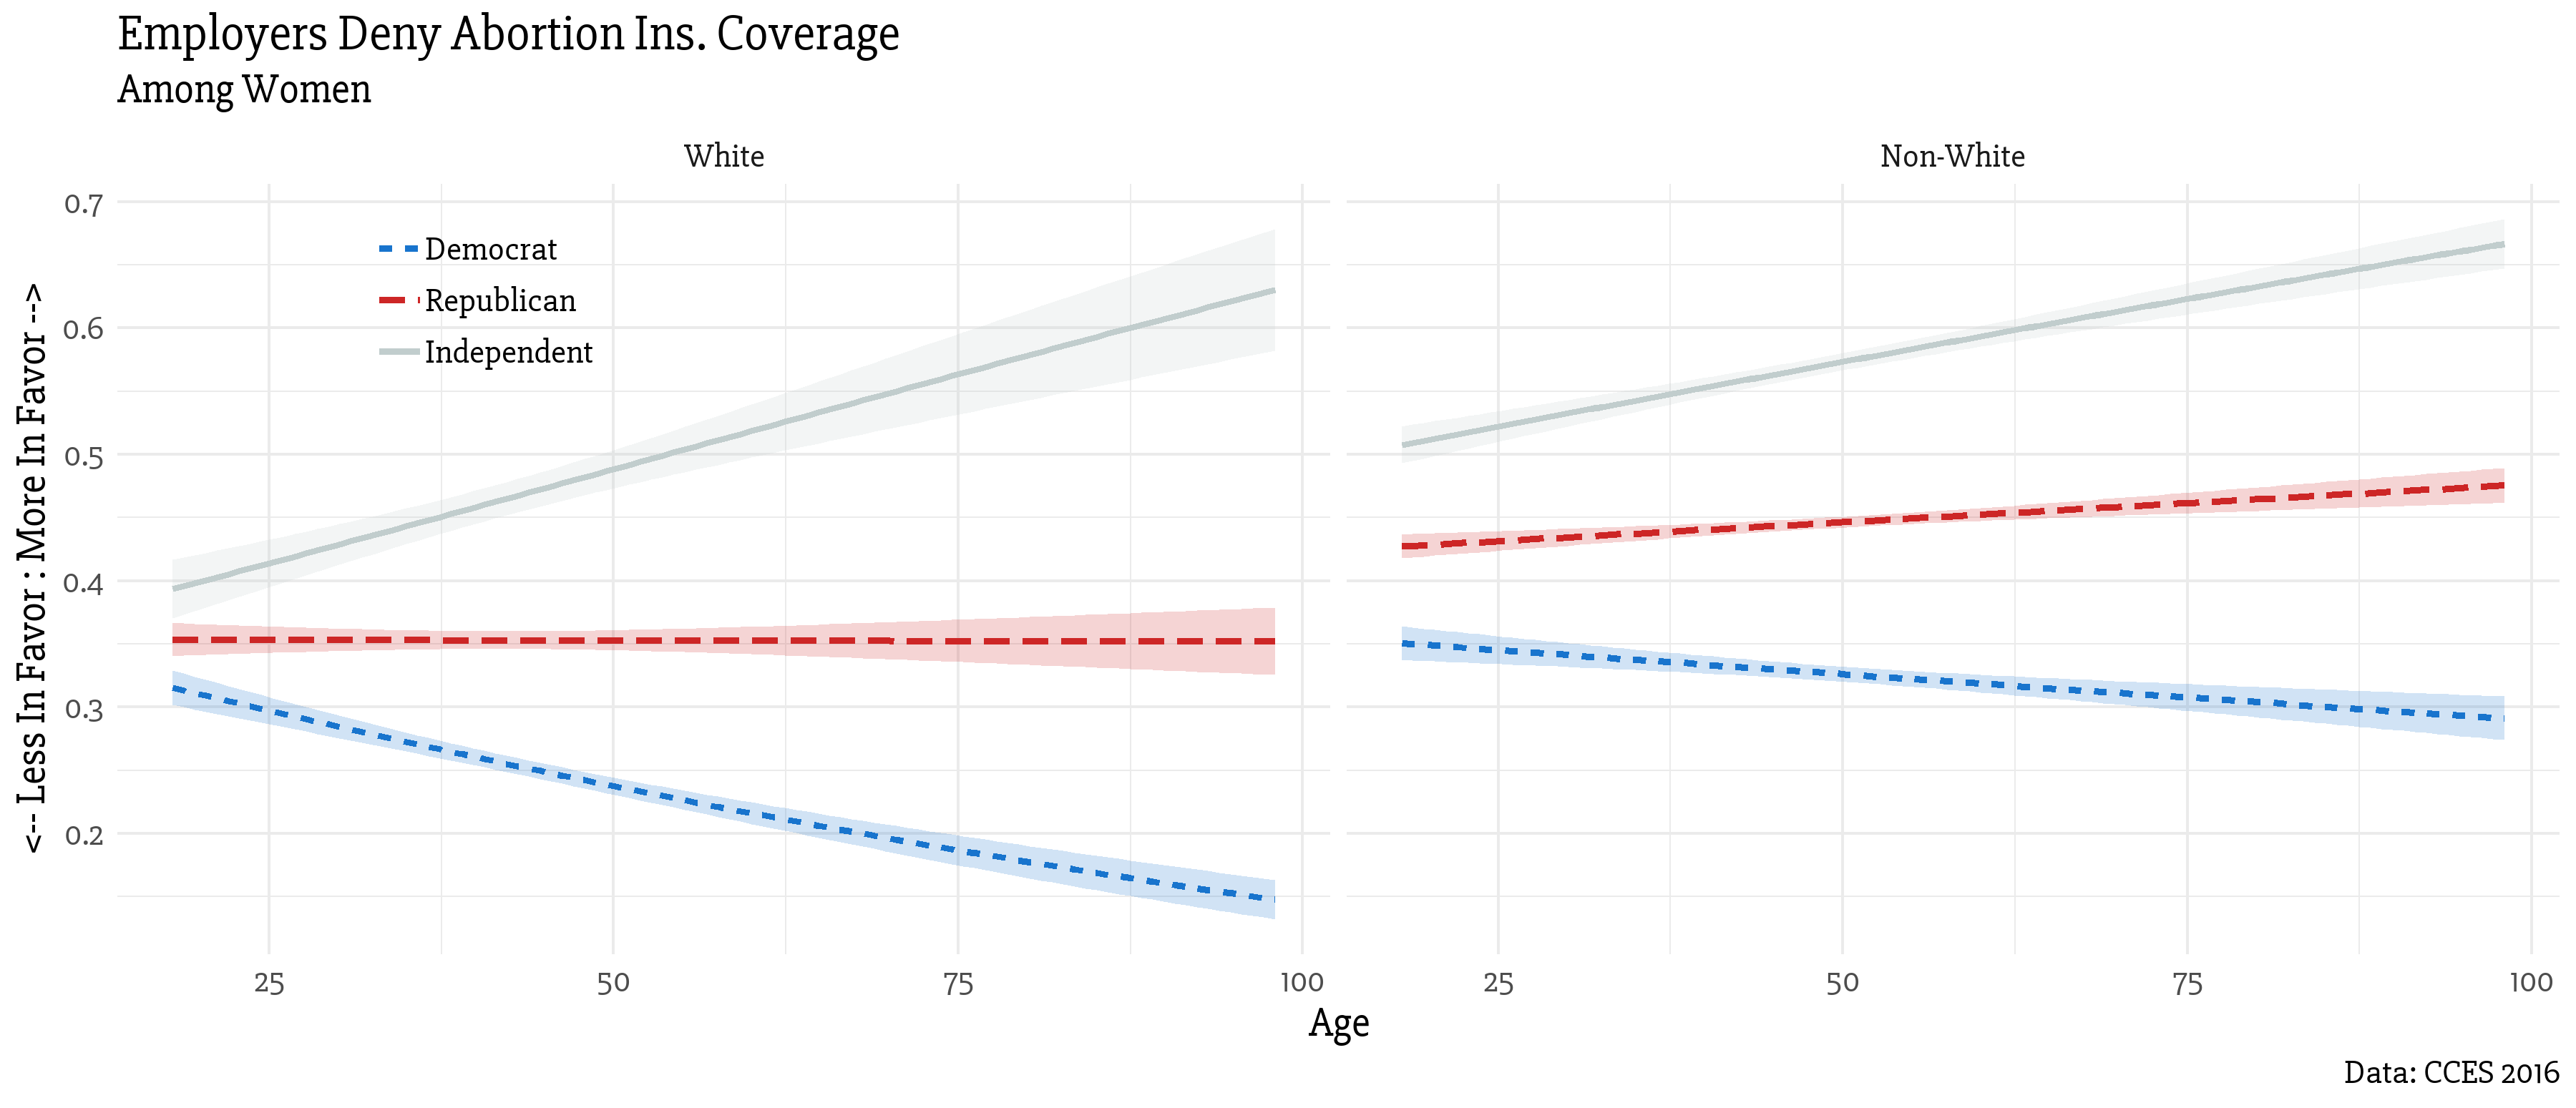 Employers Deny Abortion Ins. Coverage
Among Women
White
Non-White
<-- Less In Favor : More In Favor -->
0.7
0.6
0.5
0.4
0.3
0.2
Democrat
Republican
Independent
25 50 75 100
25 50 75 100
Age
Data: CCES 2016